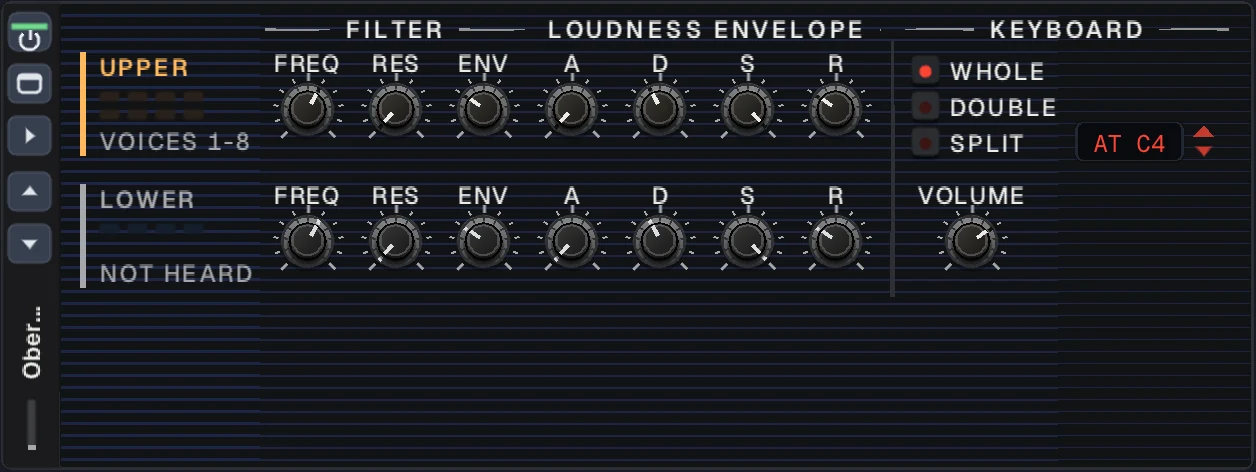 FILTER LOUDNESS ENVELOPE KEYBOARD
UPPER
VOICES 1-8
FREQ RES ENV A D S R
WHOLE
DOUBLE
SPLIT AT C4
LOWER
NOT HEARD
FREQ RES ENV A D S R
VOLUME
Ober...